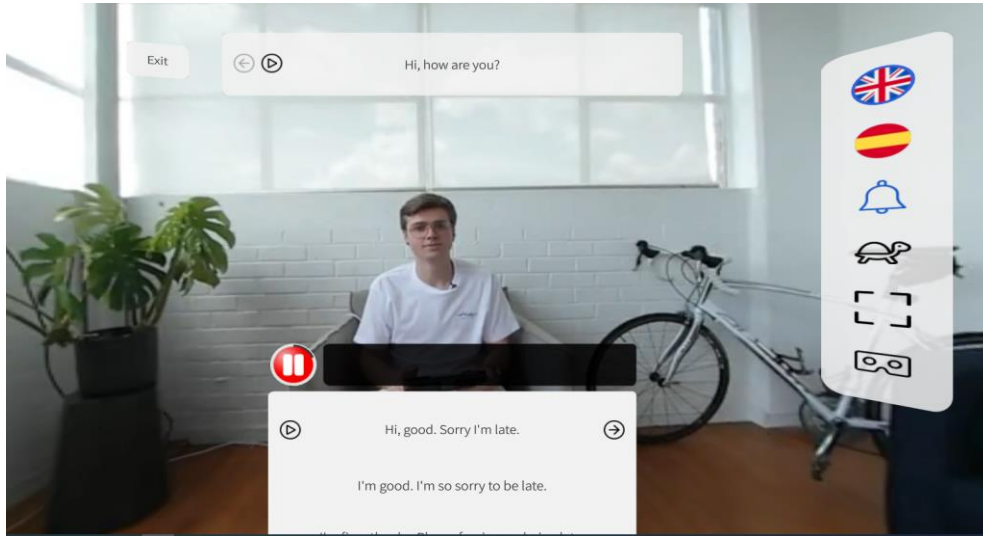 Exit
Hi, how are you?
Hi, good. Sorry I'm late.
I'm good. I'm so sorry to be late.